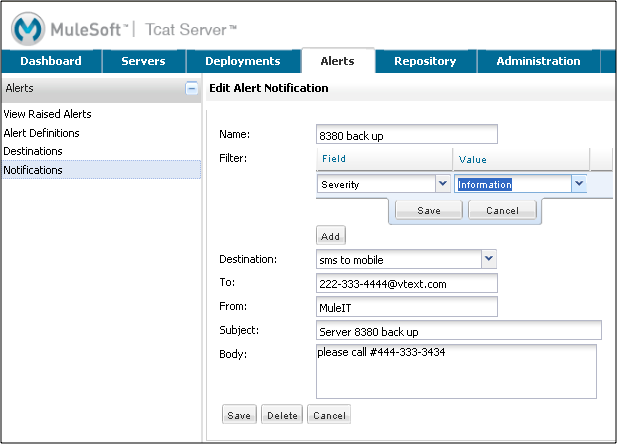 MuleSoft™ | Tcat Server™
Dashboard Servers Deployments Alerts Repository Administration
Alerts
View Raised Alerts
Alert Definitions
Destinations
Notifications
Edit Alert Notification
Name: 8380 back up
Filter: Field Value
Severity Information
Save Cancel
Add
Destination: sms to mobile
To: 222-333-4444@vtext.com
From: MuleIT
Subject: Server 8380 back up
Body: please call #444-333-3434
Save Delete Cancel